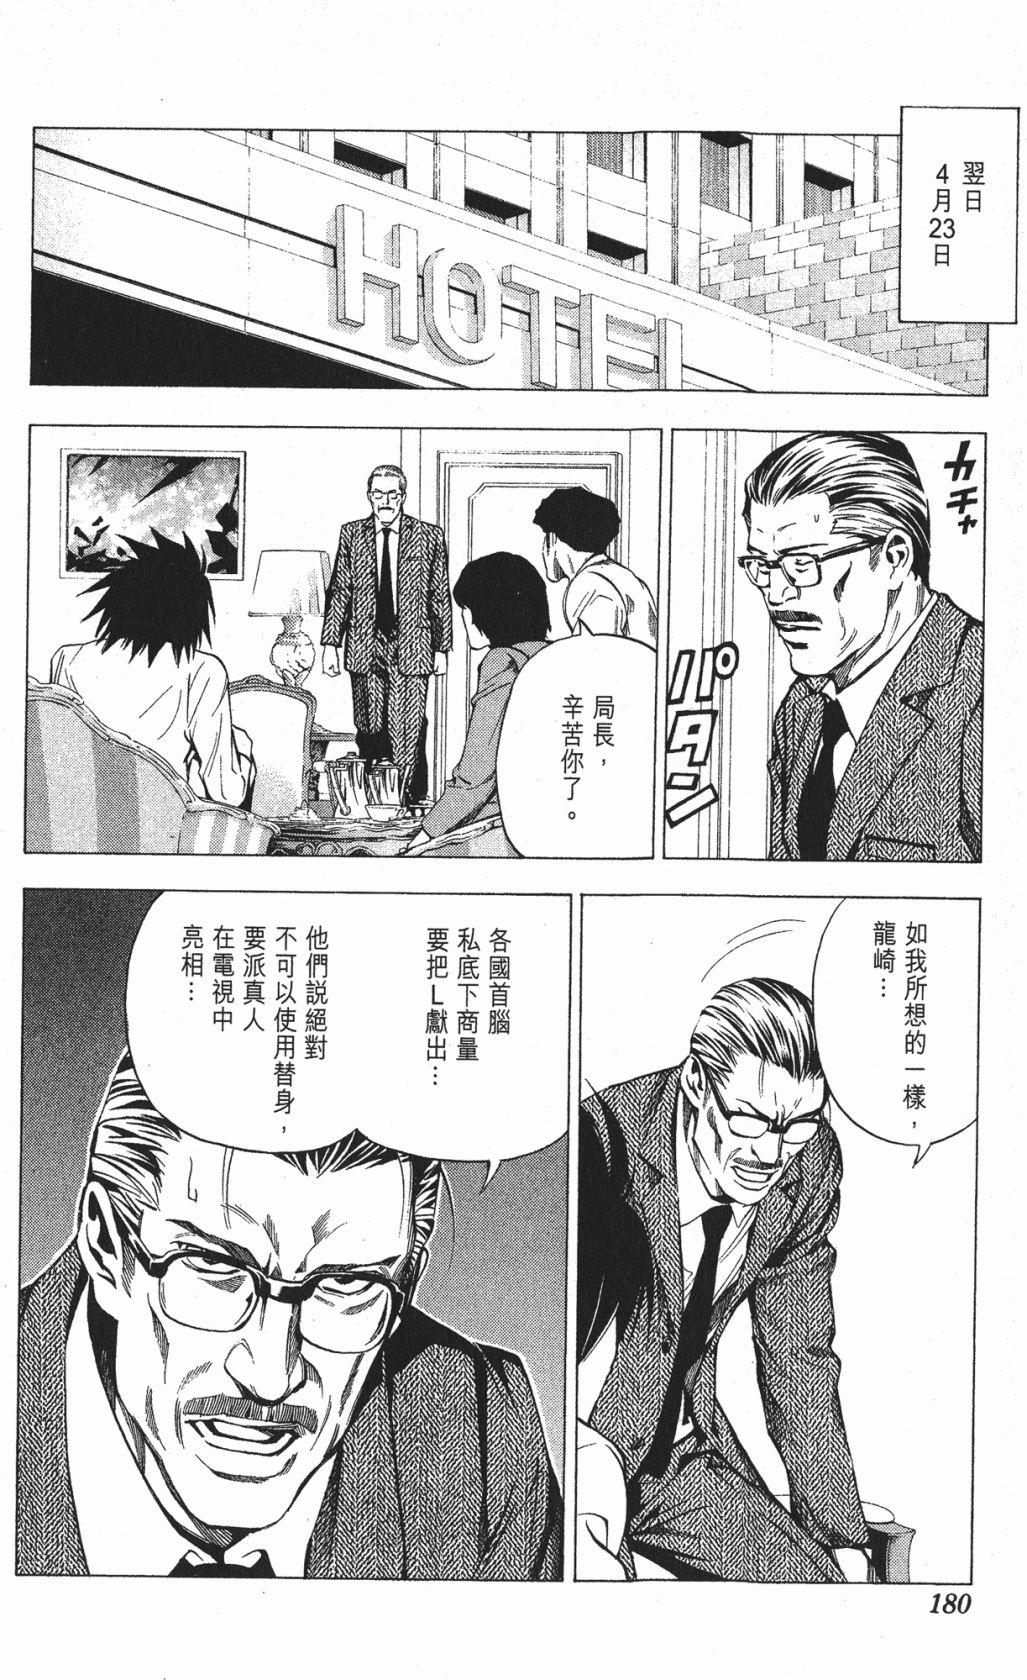 翌日
4月23日
HOTEL
カチャ
パタン
局長，
辛苦你了。
如我所想的一樣，
龍崎…
各國首腦
私底下商量
要把L獻出…
他們說絕對
不可以使用替身，
要派真人
在電視中
亮相…
180